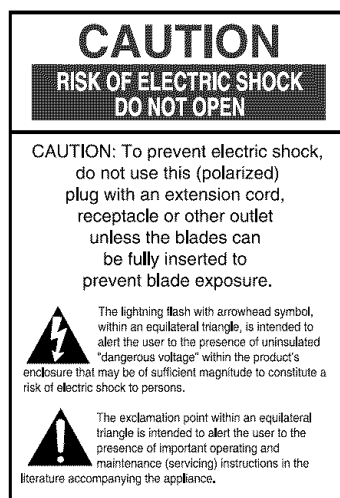 CAUTION
RISK OF ELECTRIC SHOCK
DO NOT OPEN
CAUTION: To prevent electric shock,
do not use this (polarized)
plug with an extension cord,
receptacle or other outlet
unless the blades can
be fully inserted to
prevent blade exposure.
The lightning flash with arrowhead symbol,
within an equilateral triangle, is intended to
alert the user to the presence of uninsulated
"dangerous voltage" within the product's
enclosure that may be of sufficient magnitude to constitute a
risk of electric shock to persons.
The exclamation point within an equilateral
triangle is intended to alert the user to the
presence of important operating and
maintenance (servicing) instructions in the
literature accompanying the appliance.